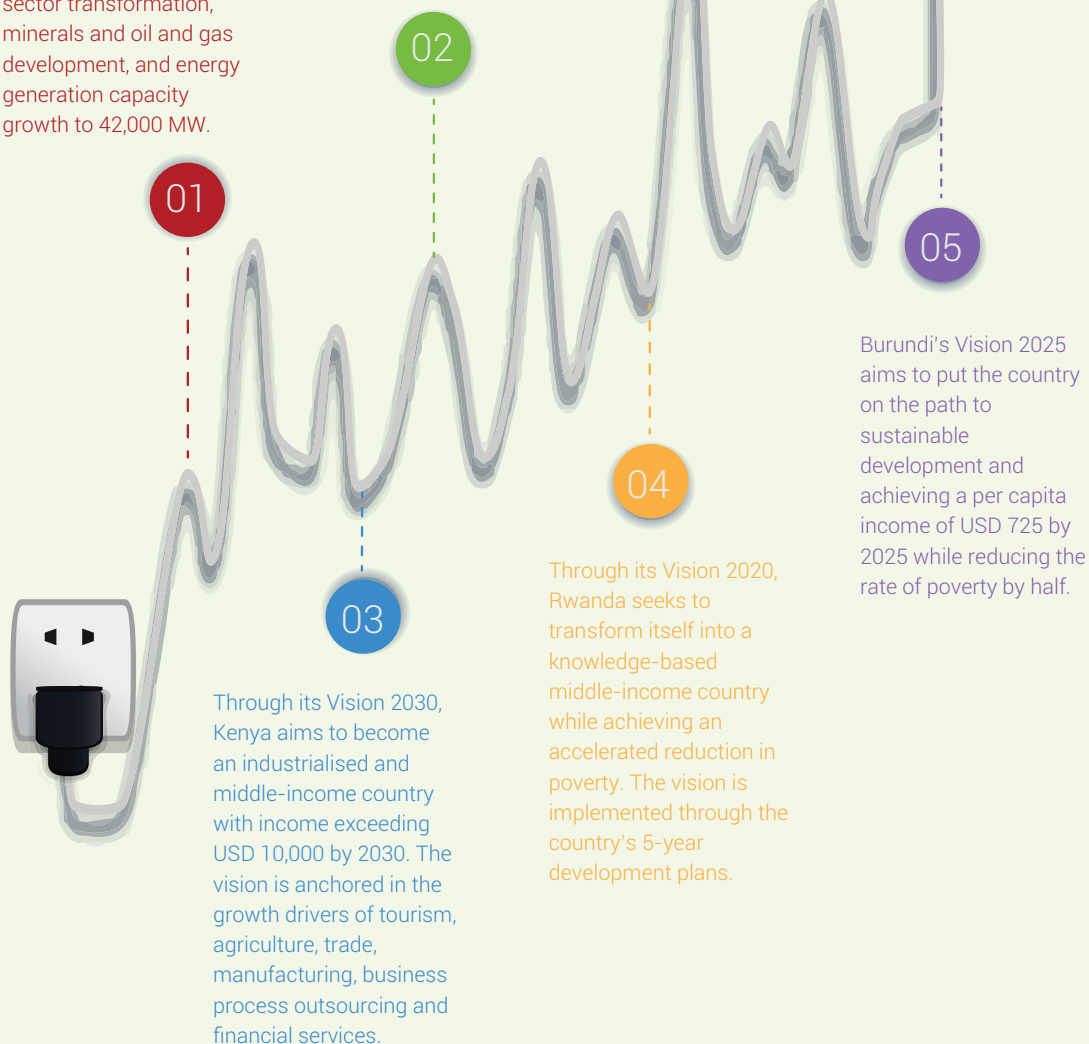 sector transformation,
minerals and oil and gas
development, and energy
generation capacity
growth to 42,000 MW.
01
02
03
Through its Vision 2030,
Kenya aims to become
an industrialised and
middle-income country
with income exceeding
USD 10,000 by 2030. The
vision is anchored in the
growth drivers of tourism,
agriculture, trade,
manufacturing, business
process outsourcing and
financial services.
04
Through its Vision 2020,
Rwanda seeks to
transform itself into a
knowledge-based
middle-income country
while achieving an
accelerated reduction in
poverty. The vision is
implemented through the
country's 5-year
development plans.
05
Burundi's Vision 2025
aims to put the country
on the path to
sustainable
development and
achieving a per capita
income of USD 725 by
2025 while reducing the
rate of poverty by half.